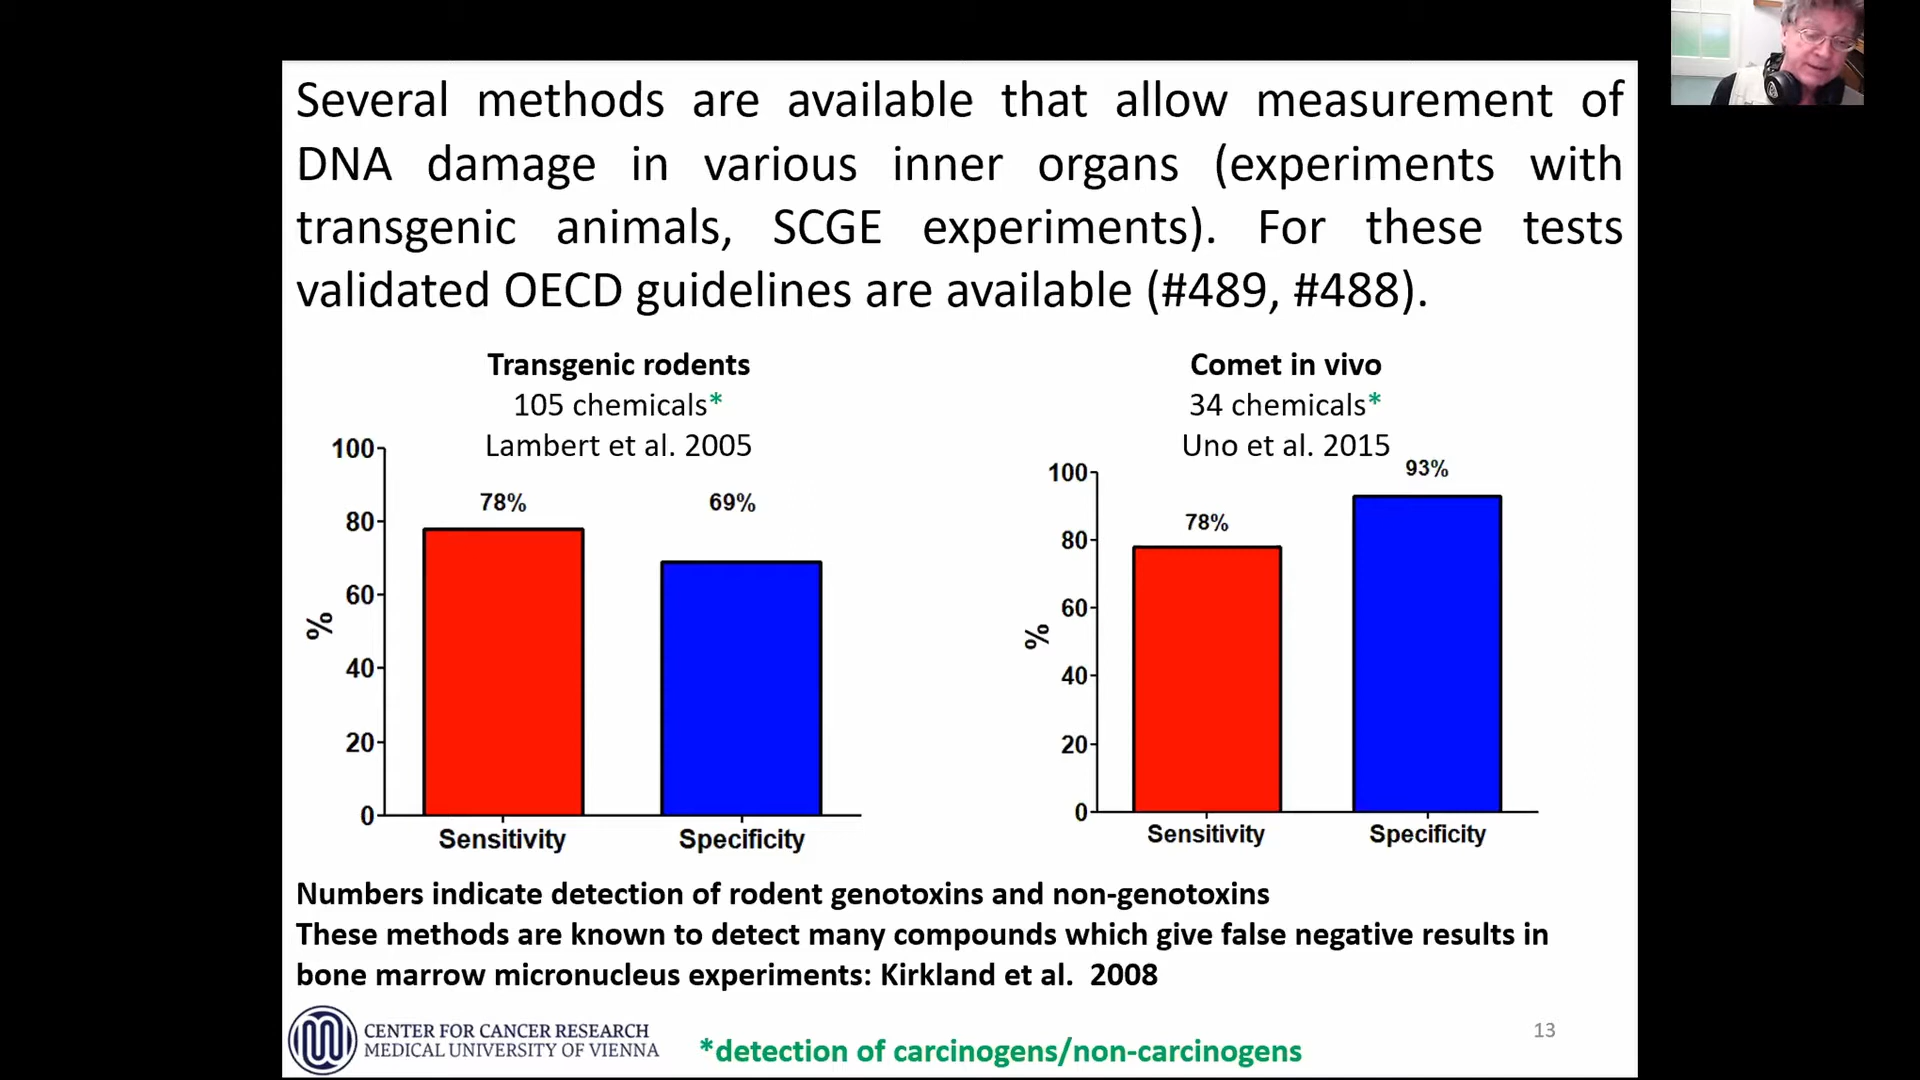 Several methods are available that allow measurement of
DNA damage in various inner organs (experiments with
transgenic animals, SCGE experiments). For these tests
validated OECD guidelines are available (#489, #488).
Transgenic rodents
105 chemicals*
Lambert et al. 2005
100
80
60
40
20
0
%
78%
69%
Sensitivity
Specificity
Comet in vivo
34 chemicals*
Uno et al. 2015
100
80
60
40
20
0
%
78%
93%
Sensitivity
Specificity
Numbers indicate detection of rodent genotoxins and non-genotoxins
These methods are known to detect many compounds which give false negative results in
bone marrow micronucleus experiments: Kirkland et al. 2008
CENTER FOR CANCER RESEARCH
MEDICAL UNIVERSITY OF VIENNA
*detection of carcinogens/non-carcinogens
13